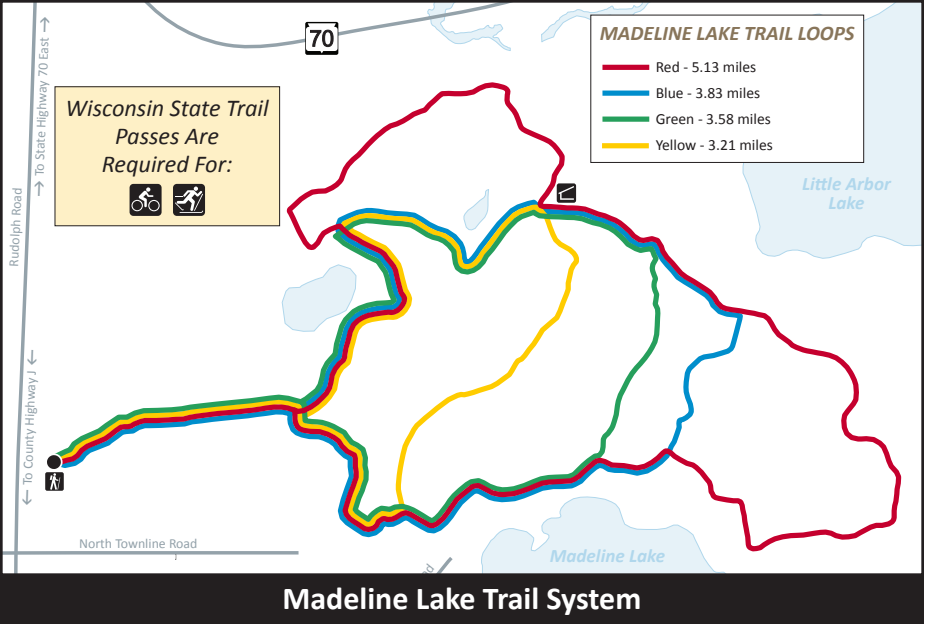 70
MADELINE LAKE TRAIL LOOPS
Red - 5.13 miles
Blue - 3.83 miles
Green - 3.58 miles
Yellow - 3.21 miles
To State Highway 70 East
Wisconsin State Trail
Passes Are
Required For:
Little Arbor
Lake
Rudolph Road
To County Highway J
North Townline Road
Madeline Lake
Madeline Lake Trail System